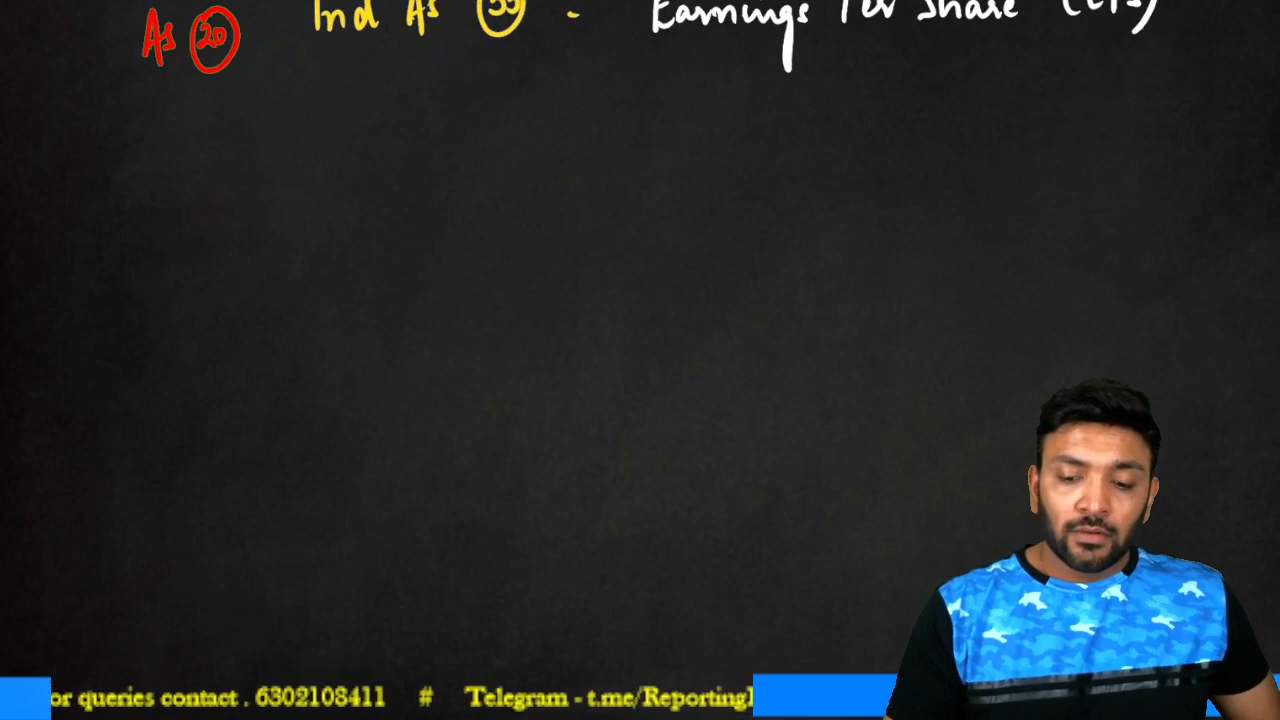 Ind As 33 - Earnings Per Share (EPS)
As 20
or queries contact . 6302108411 # Telegram - t.me/Reporting